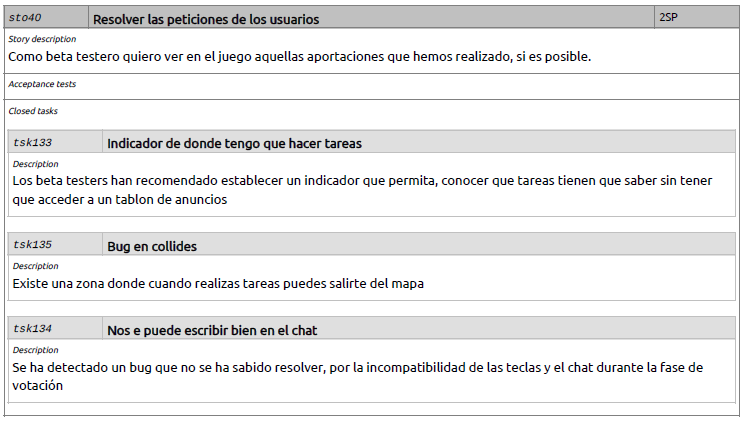 sto40 Resolver las peticiones de los usuarios 2SP
Story description
Como beta testero quiero ver en el juego aquellas aportaciones que hemos realizado, si es posible.
Acceptance tests
Closed tasks
tsk133 Indicador de donde tengo que hacer tareas
Description
Los beta testers han recomendado establecer un indicador que permita, conocer que tareas tienen que saber sin tener
que acceder a un tablon de anuncios
tsk135 Bug en collides
Description
Existe una zona donde cuando realizas tareas puedes salirte del mapa
tsk134 Nos e puede escribir bien en el chat
Description
Se ha detectado un bug que no se ha sabido resolver, por la incompatibilidad de las teclas y el chat durante la fase de
votación